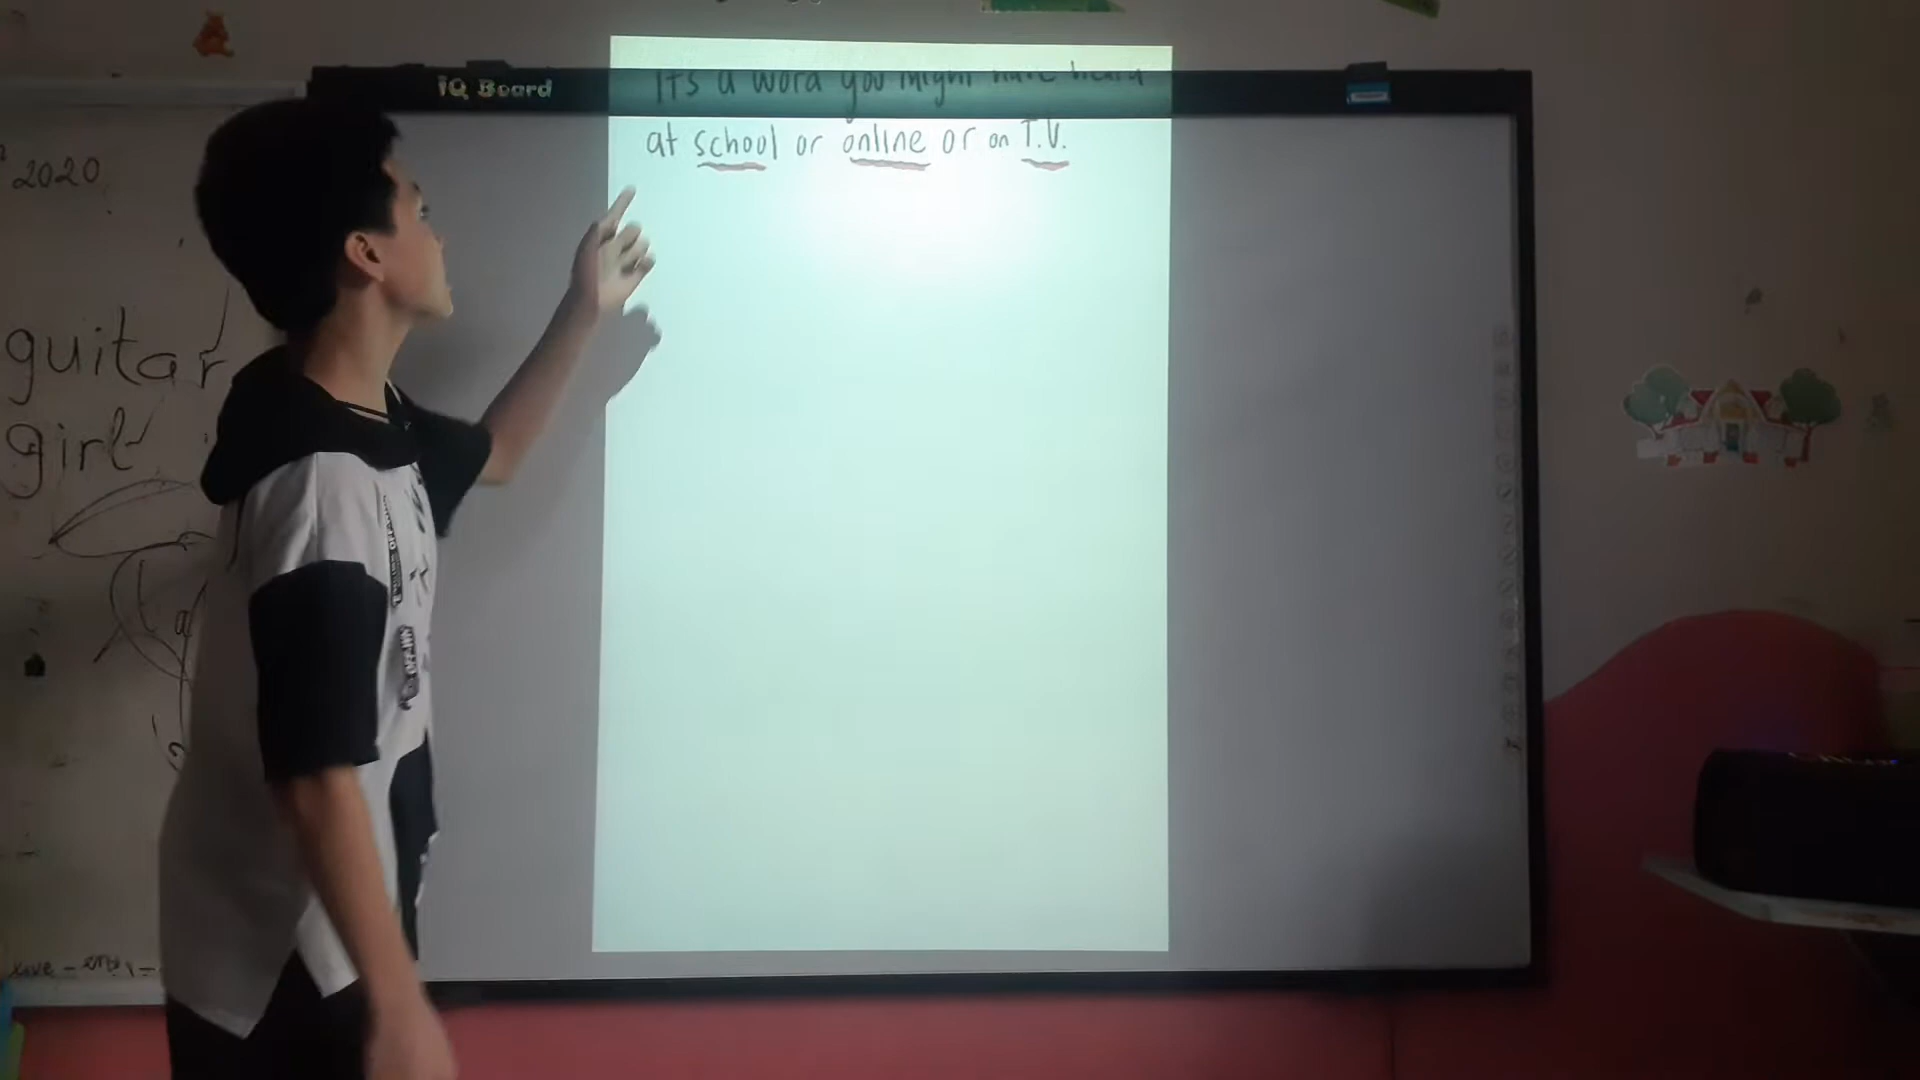 2020
guitar
girl
iQ Board
It's a word you might have heard
at school or online or on T.V.